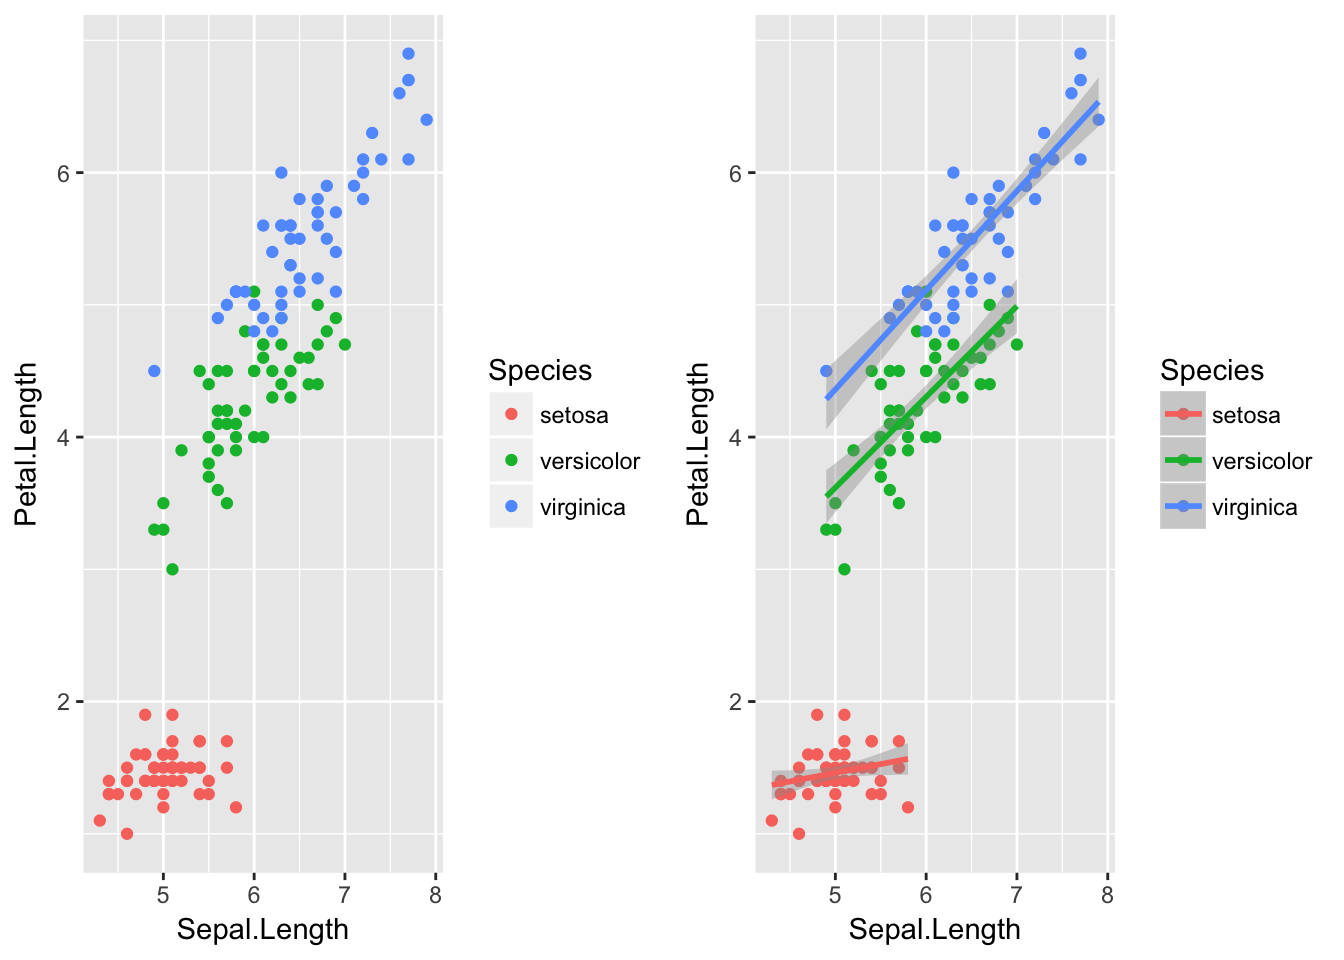 Petal.Length
6
4
2
5 6 7 8
Sepal.Length
Species
setosa
versicolor
virginica
Petal.Length
6
4
2
5 6 7 8
Sepal.Length
Species
setosa
versicolor
virginica